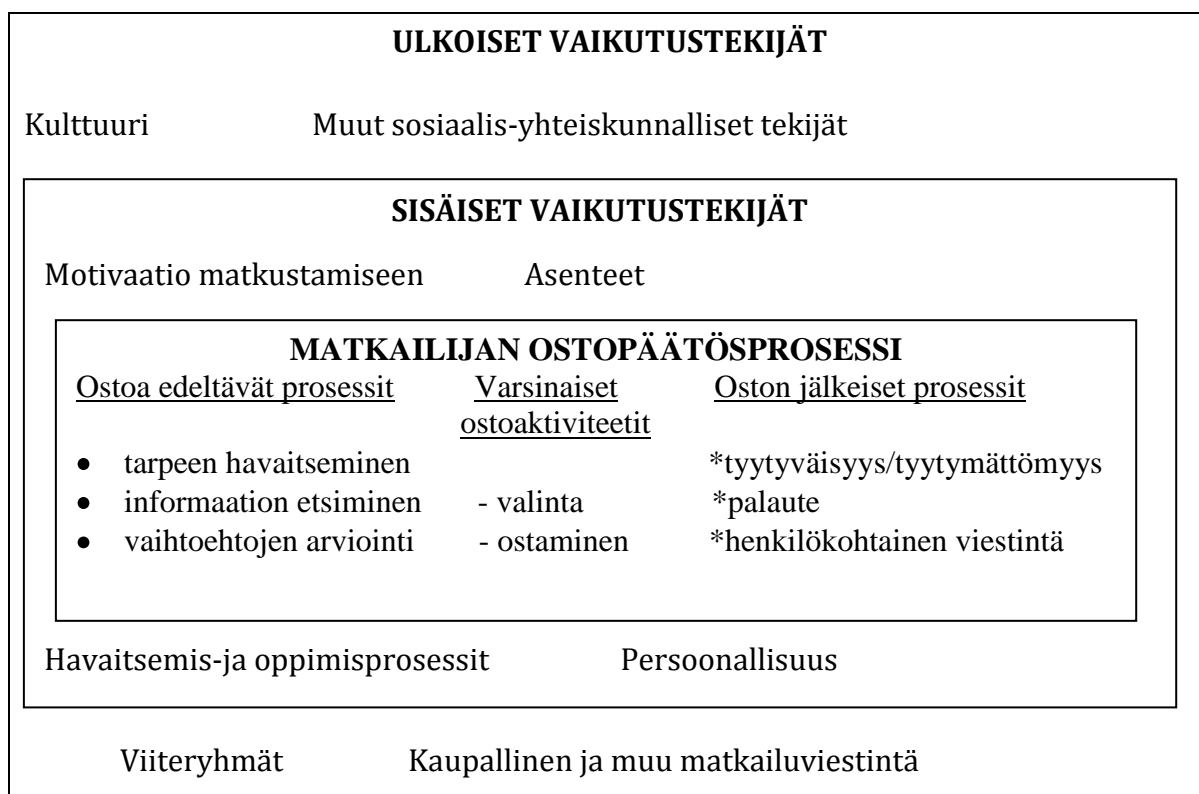 ULKOISET VAIKUTUSTEKIJÄT
Kulttuuri Muut sosiaalis-yhteiskunnalliset tekijät
SISÄISET VAIKUTUSTEKIJÄT
Motivaatio matkustamiseen Asenteet
MATKAILIJAN OSTOPÄÄTÖSPROSESSI
Ostoa edeltävät prosessit Varsinaiset Oston jälkeiset prosessit
ostoaktiviteetit
• tarpeen havaitseminen *tyytyväisyys/tyytymättömyys
• informaation etsiminen - valinta *palaute
• vaihtoehtojen arviointi - ostaminen *henkilökohtainen viestintä
Havaitsemis-ja oppimisprosessit Persoonallisuus
Viiteryhmät Kaupallinen ja muu matkailuviestintä